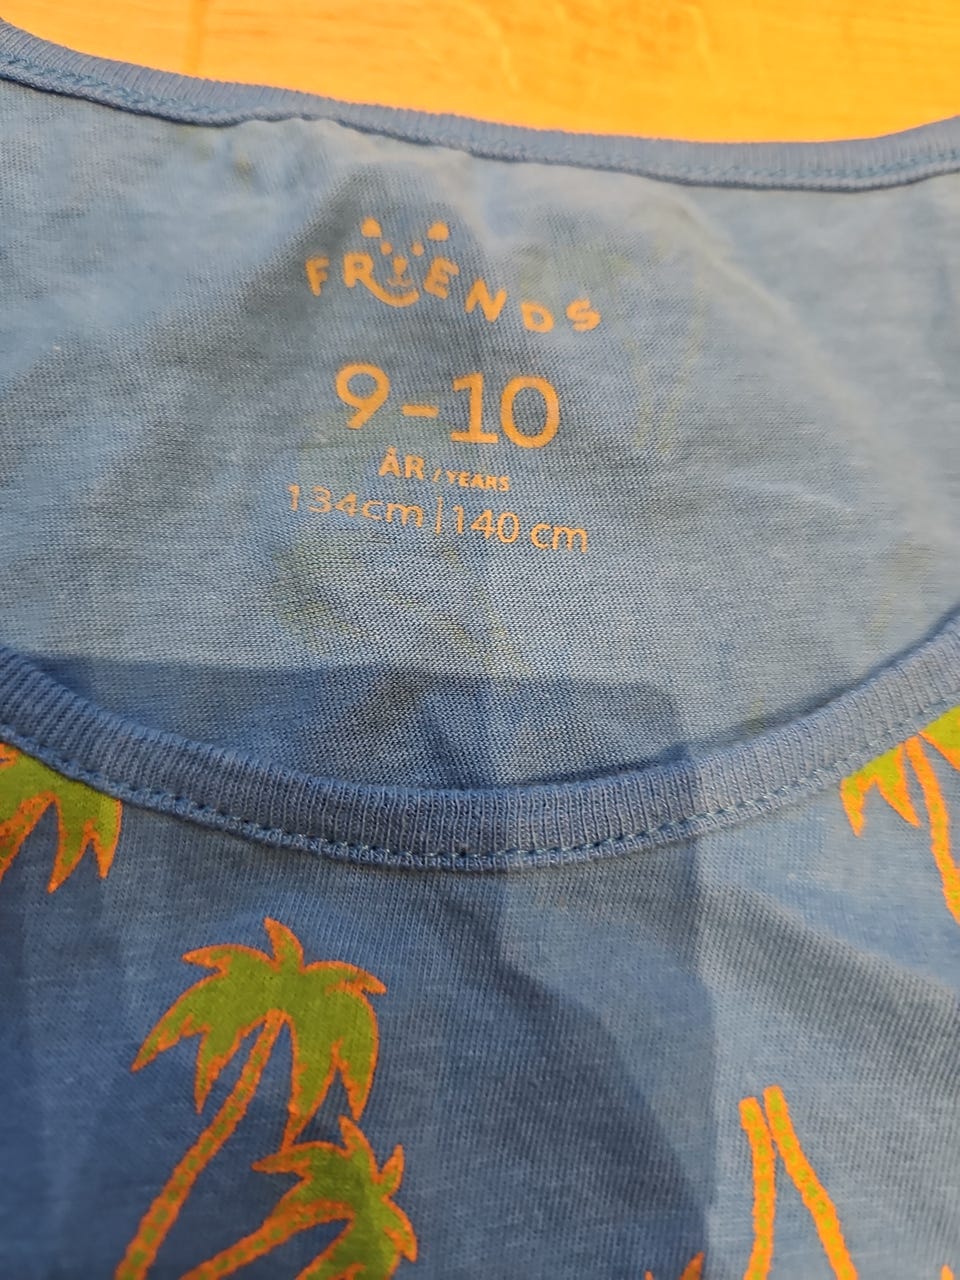 FRIENDS
9-10
ÅR / YEARS
134cm | 140 cm